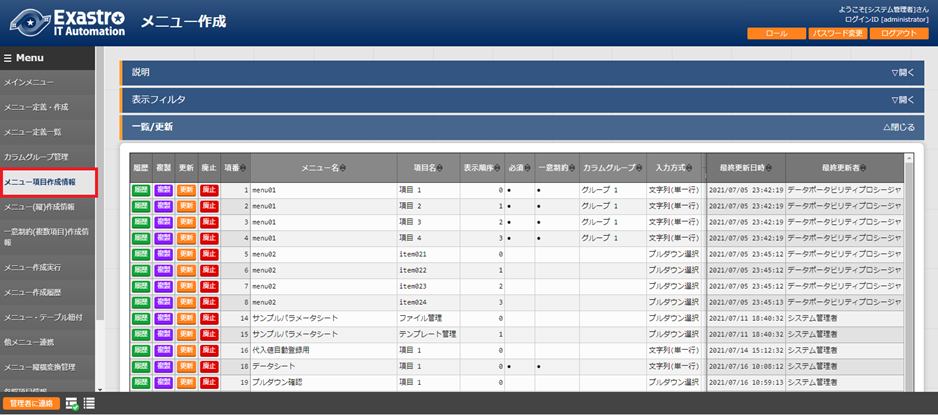 Exastro
IT Automation
メニュー作成
ようこそ[システム管理者]さん
ログインID [administrator]
ロール パスワード変更 ログアウト
Menu
メインメニュー
メニュー定義・作成
メニュー定義一覧
カラムグループ管理
メニュー項目作成情報
メニュー(縦)作成情報
一意制約(複数項目)作成情報
メニュー作成実行
メニュー作成履歴
メニュー・テーブル紐付
他メニュー連携
メニュー縦横変換管理
参照項目情報
管理者に連絡
説明 ▽開く
表示フィルタ ▽開く
一覧/更新 △閉じる
履歴 複製 更新 廃止 項番 メニュー名 項目名 表示順序 必須 一意制約 カラムグループ 入力方式 最終更新日時 最終更新者
履歴 複製 更新 廃止 1 menu01 項目 1 0 ● ● グループ 1 文字列(単一行) 2021/07/05 23:42:19 データポータビリティプロシージャ
履歴 複製 更新 廃止 2 menu01 項目 2 1 ● ● グループ 1 文字列(単一行) 2021/07/05 23:42:19 データポータビリティプロシージャ
履歴 複製 更新 廃止 3 menu01 項目 3 2 ● ● グループ 1 文字列(単一行) 2021/07/05 23:42:19 データポータビリティプロシージャ
履歴 複製 更新 廃止 4 menu01 項目 4 3 ● ● グループ 1 文字列(単一行) 2021/07/05 23:42:19 データポータビリティプロシージャ
履歴 複製 更新 廃止 5 menu02 item021 0 プルダウン選択 2021/07/05 23:45:12 データポータビリティプロシージャ
履歴 複製 更新 廃止 6 menu02 item022 1 プルダウン選択 2021/07/05 23:45:12 データポータビリティプロシージャ
履歴 複製 更新 廃止 7 menu02 item023 2 プルダウン選択 2021/07/05 23:45:12 データポータビリティプロシージャ
履歴 複製 更新 廃止 8 menu02 item024 3 プルダウン選択 2021/07/05 23:45:13 データポータビリティプロシージャ
履歴 複製 更新 廃止 14 サンプルパラメータシート ファイル管理 0 プルダウン選択 2021/07/11 18:40:32 システム管理者
履歴 複製 更新 廃止 15 サンプルパラメータシート テンプレート管理 1 プルダウン選択 2021/07/11 18:40:32 システム管理者
履歴 複製 更新 廃止 16 代入値自動登録用 項目 1 0 文字列(単一行) 2021/07/14 15:12:32 システム管理者
履歴 複製 更新 廃止 18 データシート 項目 1 0 ● ● 文字列(単一行) 2021/07/16 10:08:12 システム管理者
履歴 複製 更新 廃止 19 プルダウン確認 項目 1 0 プルダウン選択 2021/07/16 10:59:13 システム管理者